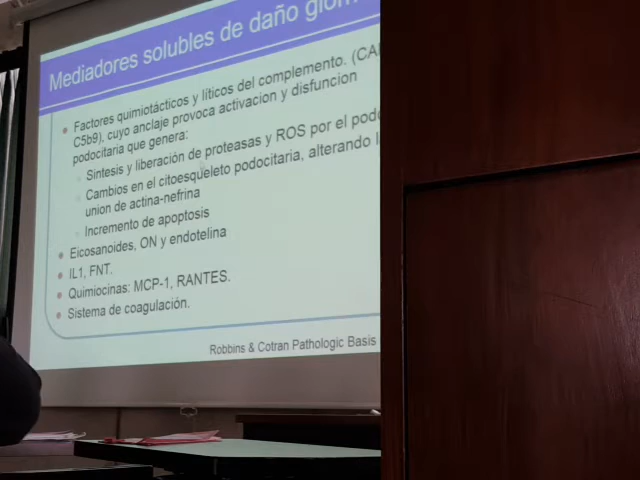 Mediadores solubles de daño glom
Factores quimiotácticos y líticos del complemento. (CA
C5b9), cuyo anclaje provoca activacion y disfuncion
podocitaria que genera:
Sintesis y liberación de proteasas y ROS por el podo
Cambios en el citoesqueleto podocitaria, alterando l
union de actina-nefrina
Incremento de apoptosis
Eicosanoides, ON y endotelina
IL1, FNT.
Quimiocinas: MCP-1, RANTES.
Sistema de coagulación.
Robbins & Cotran Pathologic Basis